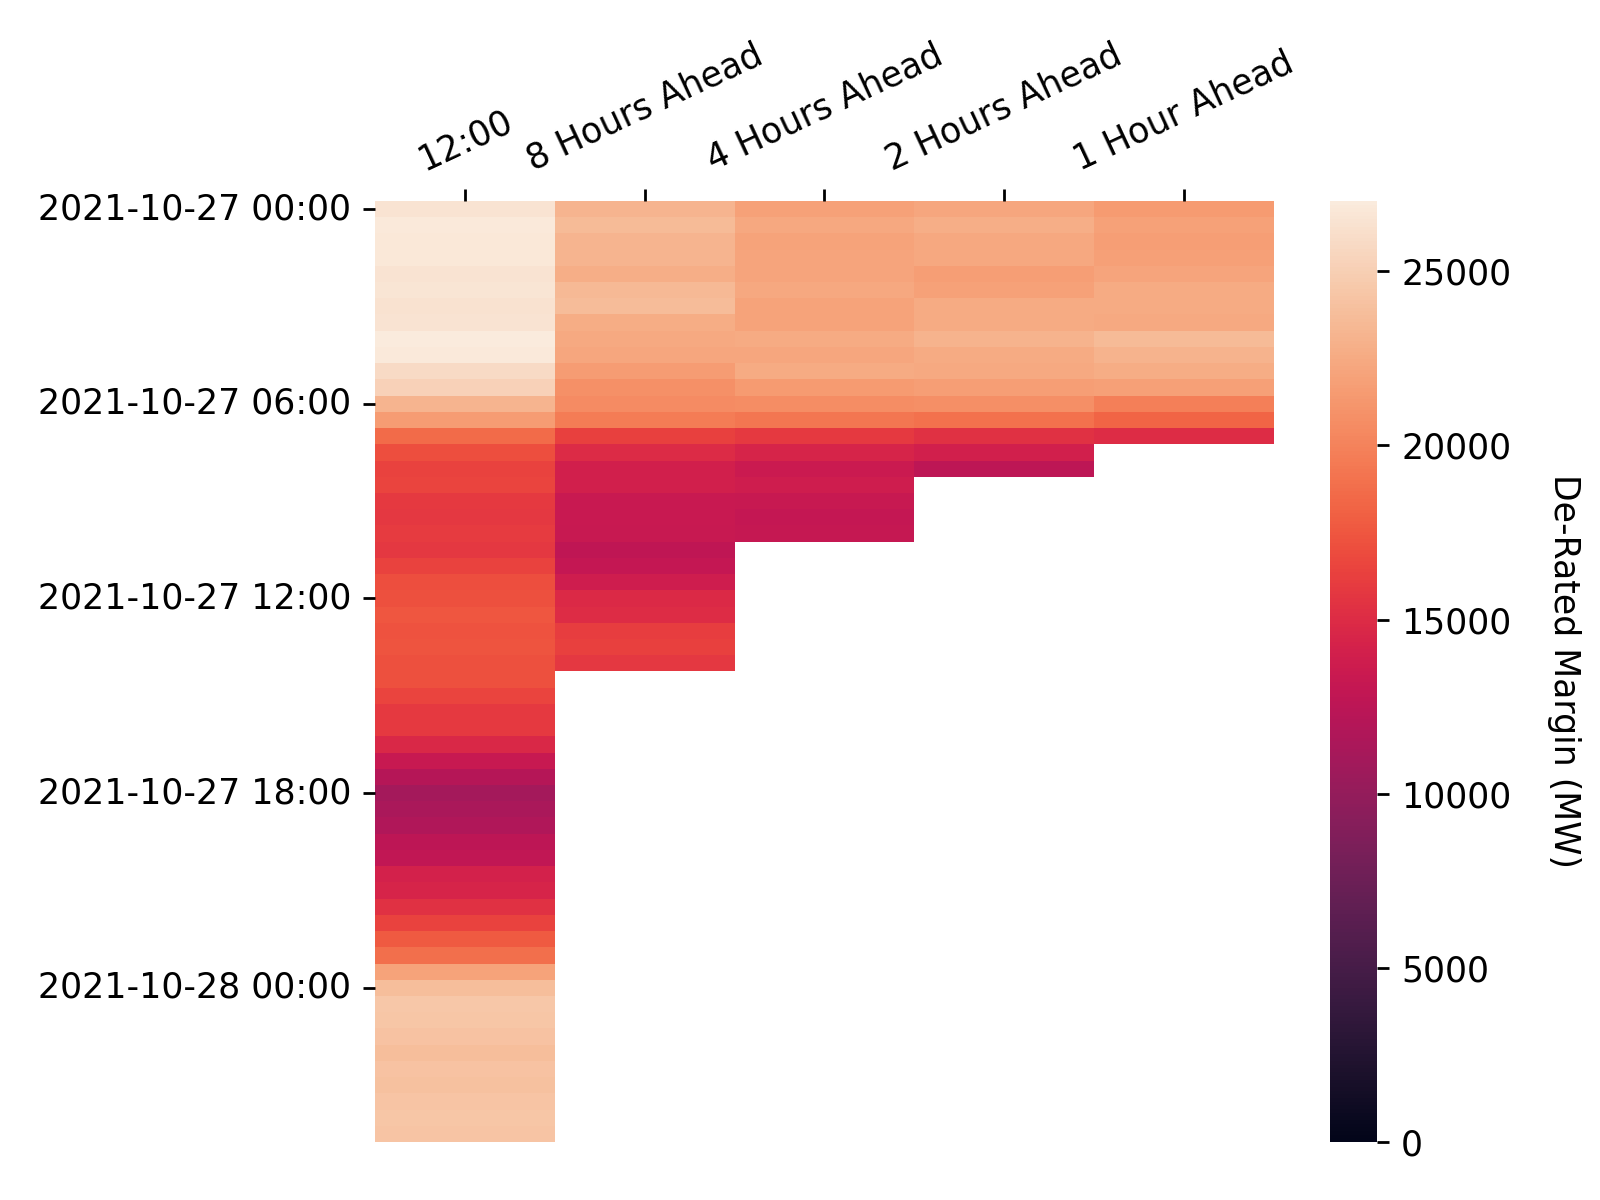 12:00
8 Hours Ahead
4 Hours Ahead
2 Hours Ahead
1 Hour Ahead
2021-10-27 00:00
2021-10-27 06:00
2021-10-27 12:00
2021-10-27 18:00
2021-10-28 00:00
25000
20000
15000
10000
5000
0
De-Rated Margin (MW)